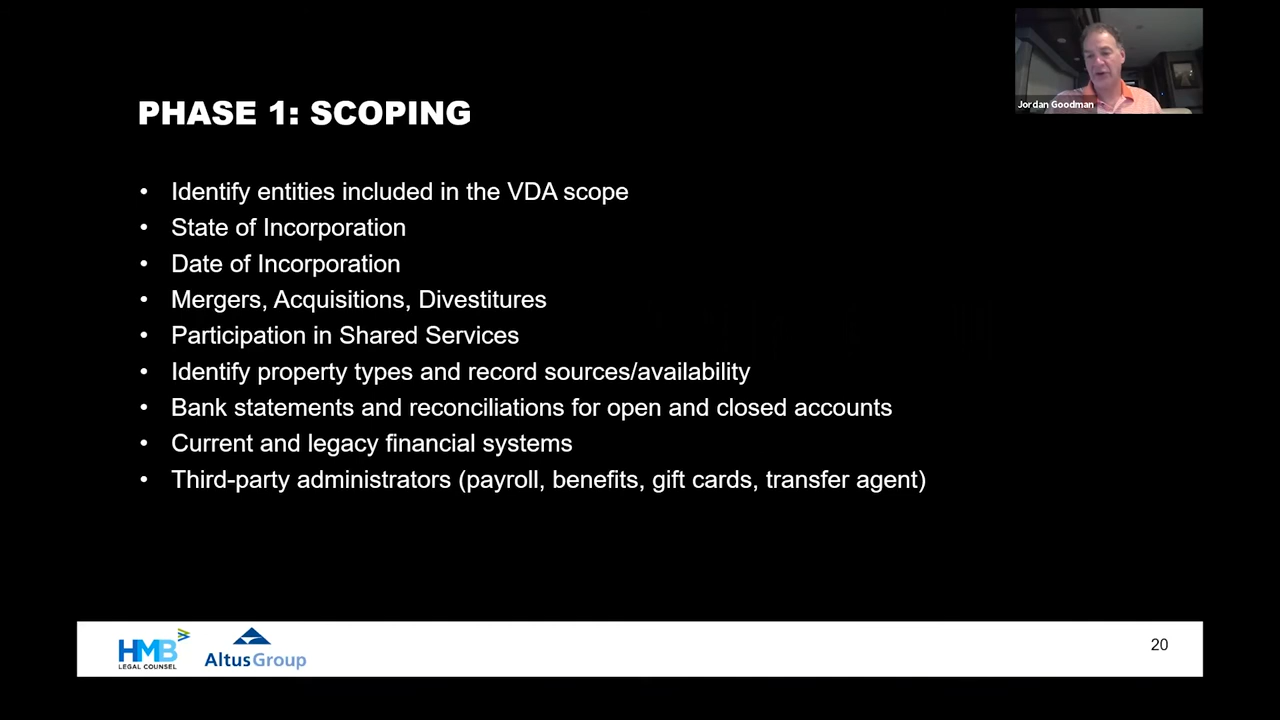 Jordan Goodman
PHASE 1: SCOPING
• Identify entities included in the VDA scope
• State of Incorporation
• Date of Incorporation
• Mergers, Acquisitions, Divestitures
• Participation in Shared Services
• Identify property types and record sources/availability
• Bank statements and reconciliations for open and closed accounts
• Current and legacy financial systems
• Third-party administrators (payroll, benefits, gift cards, transfer agent)
HMB
LEGAL COUNSEL
AltusGroup
20